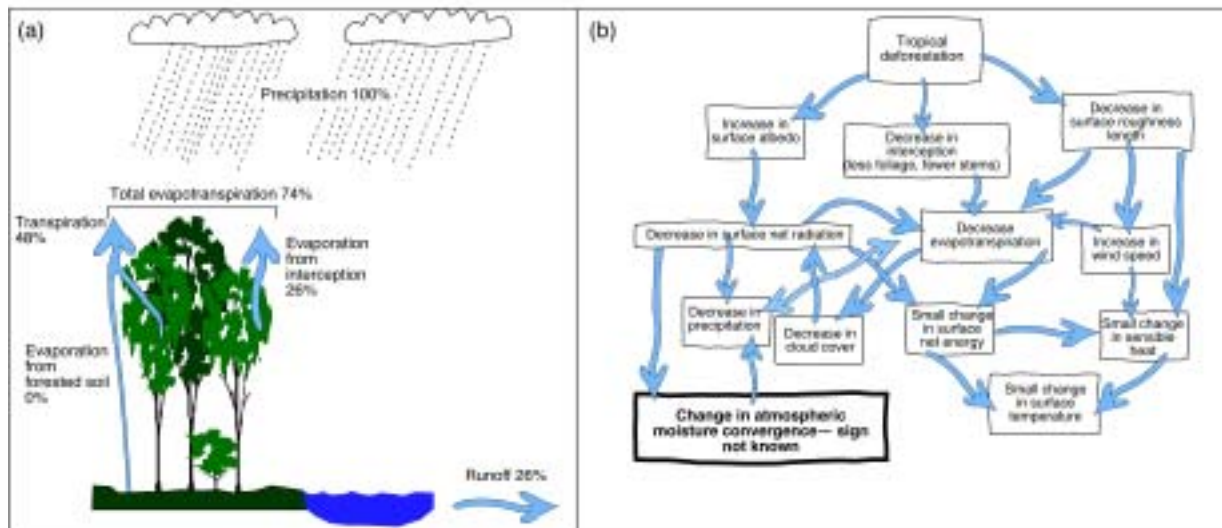 (a)
Precipitation 100%
Total evapotranspiration 74%
Transpiration
48%
Evaporation
from
interception
26%
Evaporation
from
forested soil
0%
Runoff 26%
(b)
Tropical
deforestation
Increase in
surface albedo
Decrease in
interception
(less foliage, fewer stems)
Decrease in
surface roughness
length
Decrease in surface net radiation
Decrease
evapotranspiration
Increase in
wind speed
Decrease in
precipitation
Decrease in
cloud cover
Small change
in surface
net energy
Small change
in sensible
heat
Small change
in surface
temperature
Change in atmospheric
moisture convergence— sign
not known